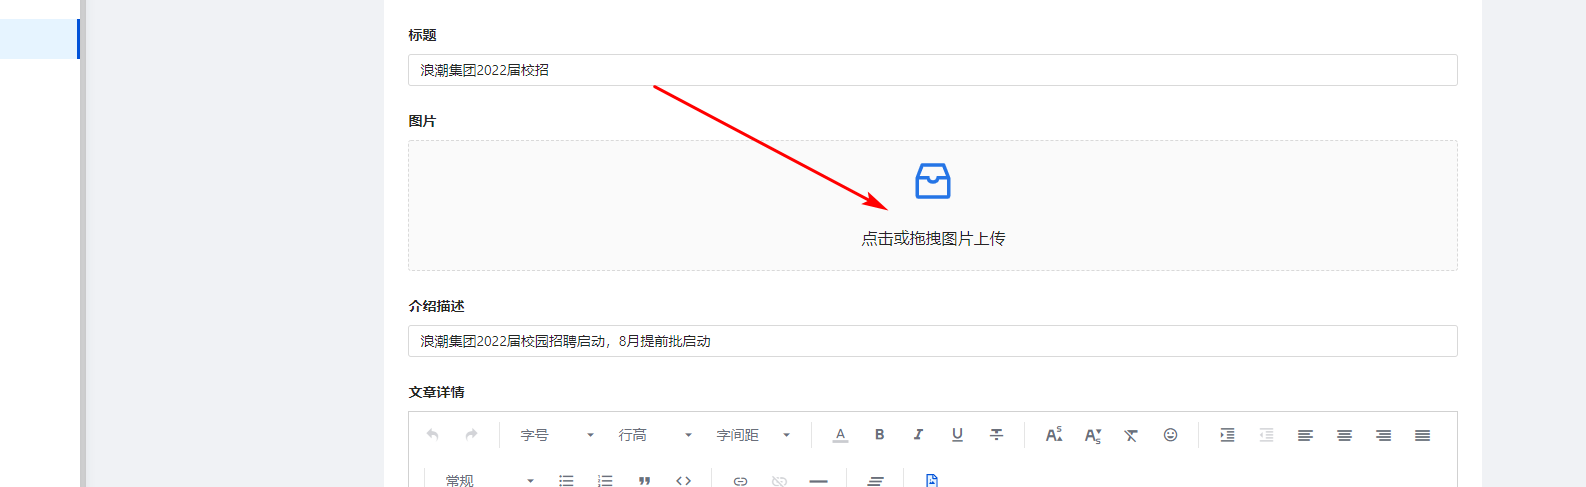 标题
浪潮集团2022届校招
图片
点击或拖拽图片上传
介绍描述
浪潮集团2022届校园招聘启动，8月提前批启动
文章详情
字号 行高 字间距 A B I U S A A T
常规